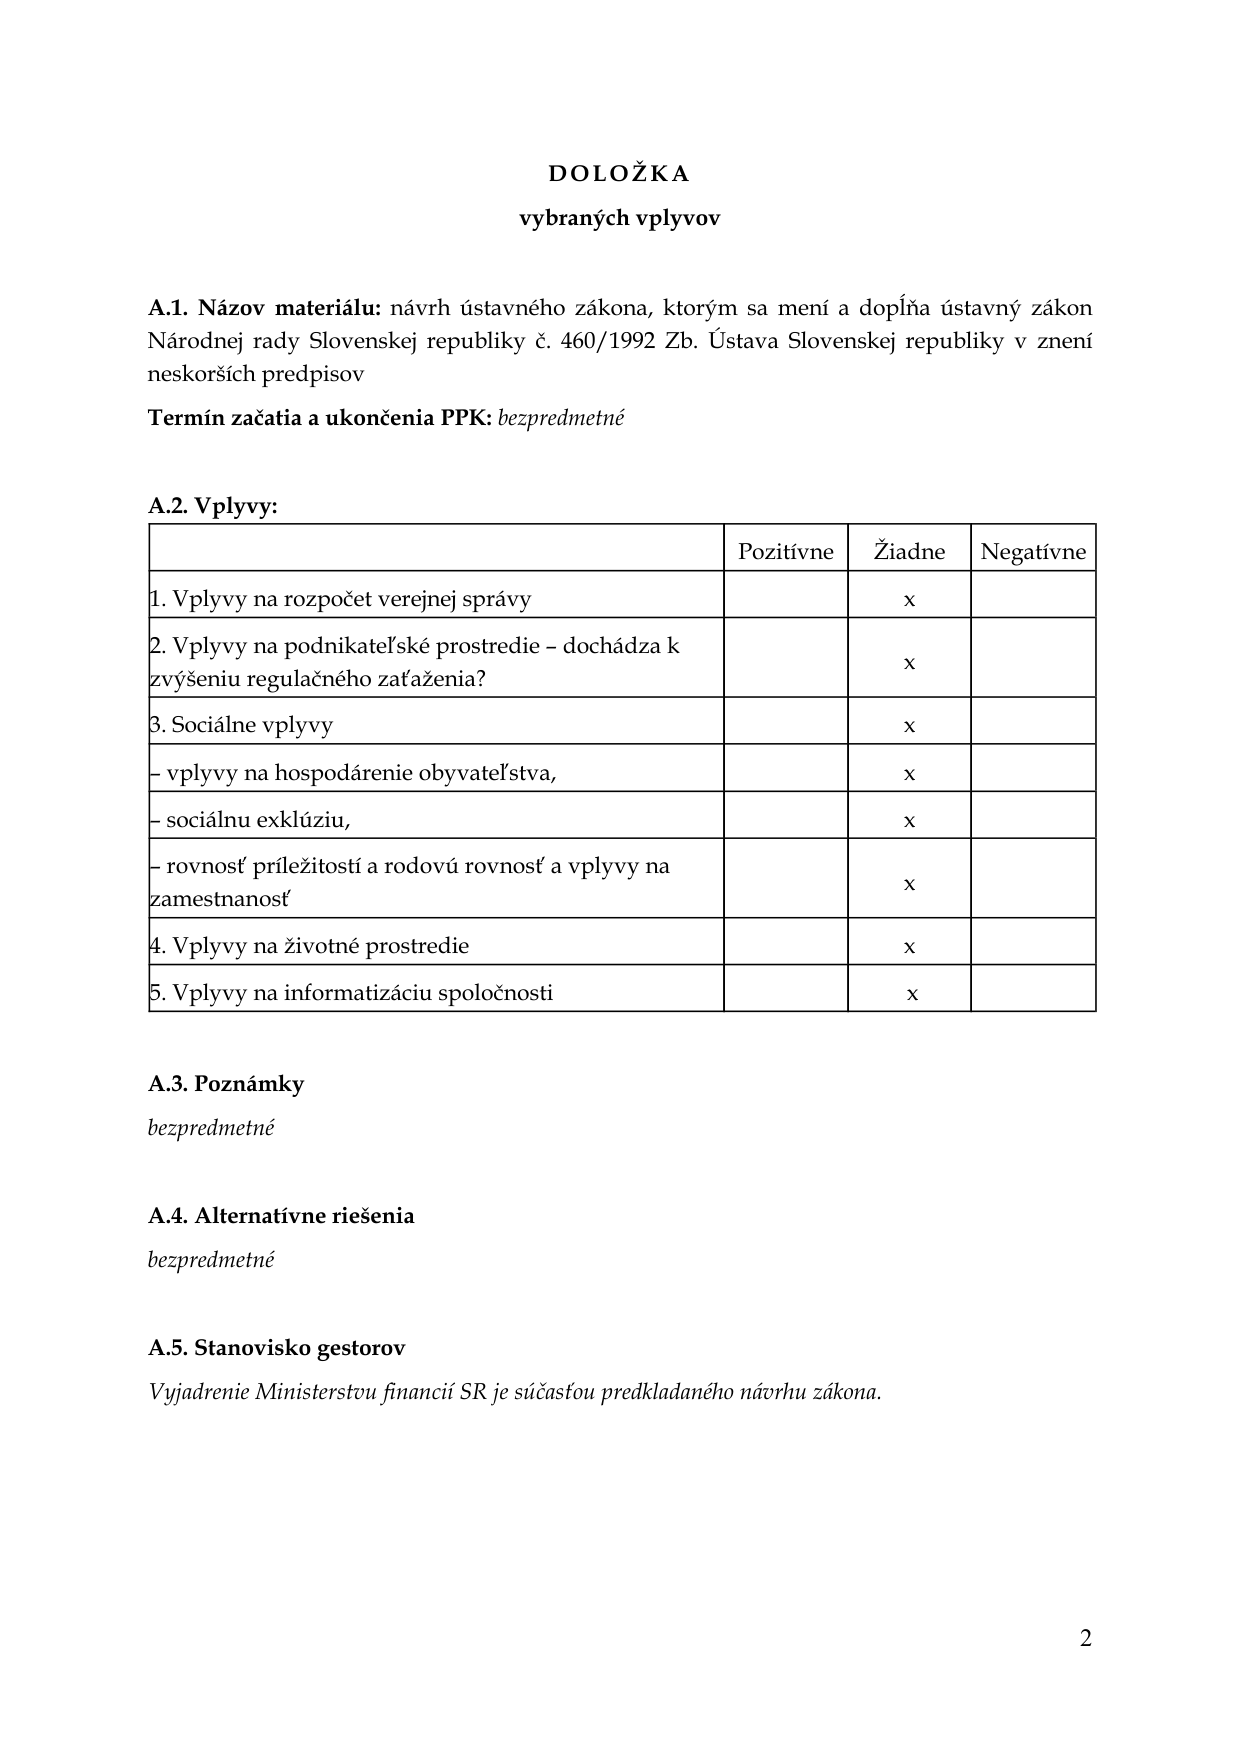 DOLOŽKA
vybraných vplyvov
A.1. Názov materiálu: návrh ústavného zákona, ktorým sa mení a dopĺňa ústavný zákon
Národnej rady Slovenskej republiky č. 460/1992 Zb. Ústava Slovenskej republiky v znení
neskorších predpisov
Termín začatia a ukončenia PPK: bezpredmetné
A.2. Vplyvy:
Pozitívne Žiadne Negatívne
1. Vplyvy na rozpočet verejnej správy x
2. Vplyvy na podnikateľské prostredie – dochádza k
zvýšeniu regulačného zaťaženia? x
3. Sociálne vplyvy x
– vplyvy na hospodárenie obyvateľstva, x
– sociálnu exklúziu, x
– rovnosť príležitostí a rodovú rovnosť a vplyvy na
zamestnanosť x
4. Vplyvy na životné prostredie x
5. Vplyvy na informatizáciu spoločnosti x
A.3. Poznámky
bezpredmetné
A.4. Alternatívne riešenia
bezpredmetné
A.5. Stanovisko gestorov
Vyjadrenie Ministerstvu financií SR je súčasťou predkladaného návrhu zákona.
2